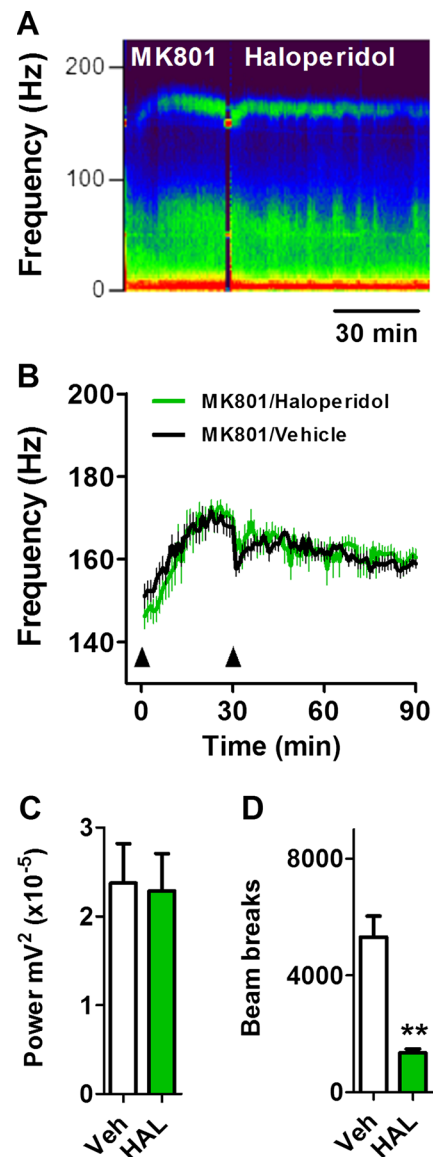 A
MK801 Haloperidol
Frequency (Hz)
200
100
0
30 min
B
MK801/Haloperidol
MK801/Vehicle
Frequency (Hz)
200
180
160
140
0 30 60 90
Time (min)
C
Power mV² (x10⁻⁵)
3
2
1
0
Veh HAL
D
Beam breaks
8000
4000
0
**
Veh HAL